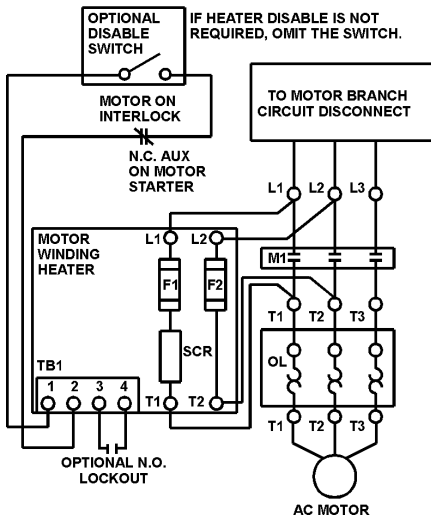 OPTIONAL
DISABLE
SWITCH
IF HEATER DISABLE IS NOT
REQUIRED, OMIT THE SWITCH.
MOTOR ON
INTERLOCK
N.C. AUX
ON MOTOR
STARTER
TO MOTOR BRANCH
CIRCUIT DISCONNECT
L1 L2 L3
MOTOR
WINDING
HEATER
L1 L2
M1
F1 F2
T1 T2 T3
SCR
OL
TB1
1 2 3 4
T1 T2
T1 T2 T3
OPTIONAL N.O.
LOCKOUT
AC MOTOR